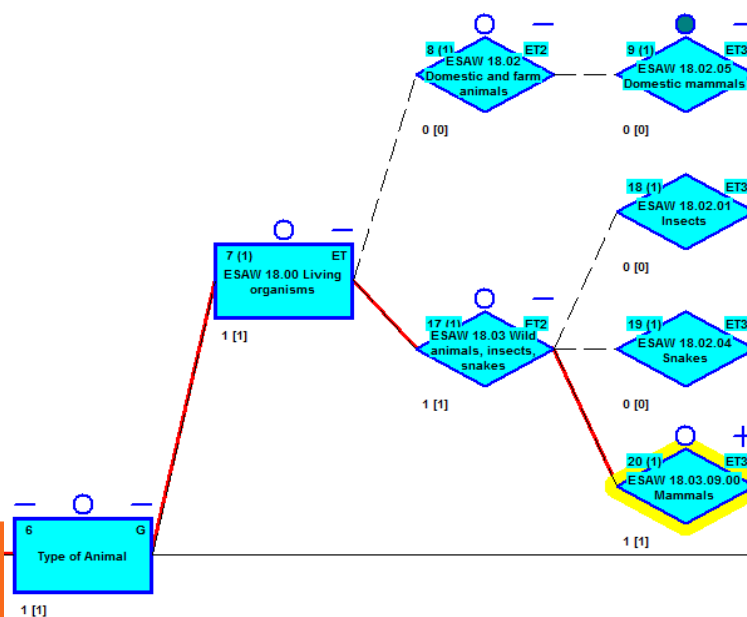 8 (1) ET2
ESAW 18.02
Domestic and farm
animals
0 [0]
9 (1) ET3
ESAW 18.02.05
Domestic mammals
0 [0]
18 (1) ET3
ESAW 18.02.01
Insects
0 [0]
7 (1) ET
ESAW 18.00 Living
organisms
1 [1]
17 (1) ET2
ESAW 18.03 Wild
animals, insects,
snakes
1 [1]
19 (1) ET3
ESAW 18.02.04
Snakes
0 [0]
20 (1) ET3
ESAW 18.03.09.00
Mammals
1 [1]
6 G
Type of Animal
1 [1]